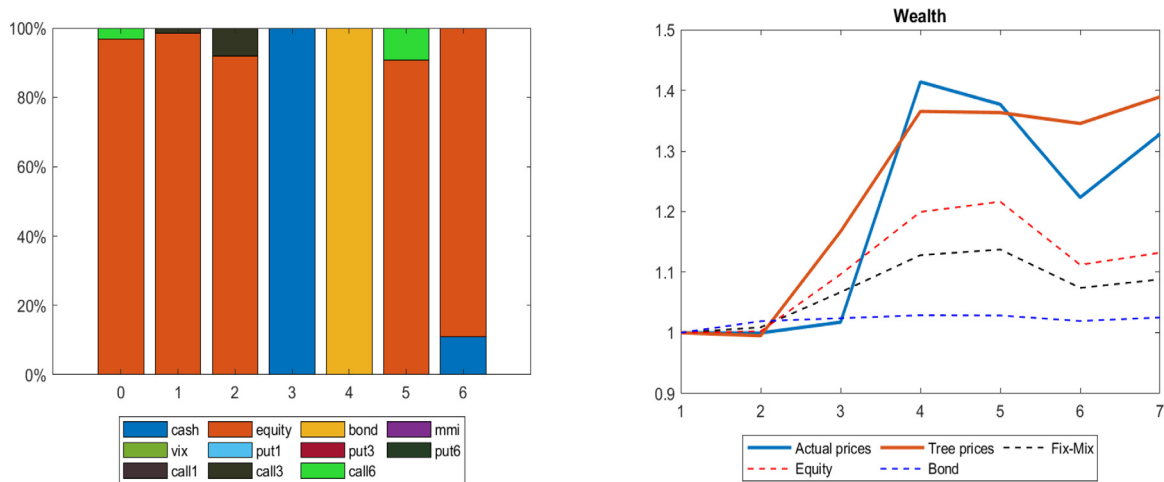 100%
80%
60%
40%
20%
0%
0 1 2 3 4 5 6
cash equity bond mmi
vix put1 put3 put6
call1 call3 call6
Wealth
1.5
1.4
1.3
1.2
1.1
1
0.9
1 2 3 4 5 6 7
Actual prices Tree prices Fix-Mix
Equity Bond